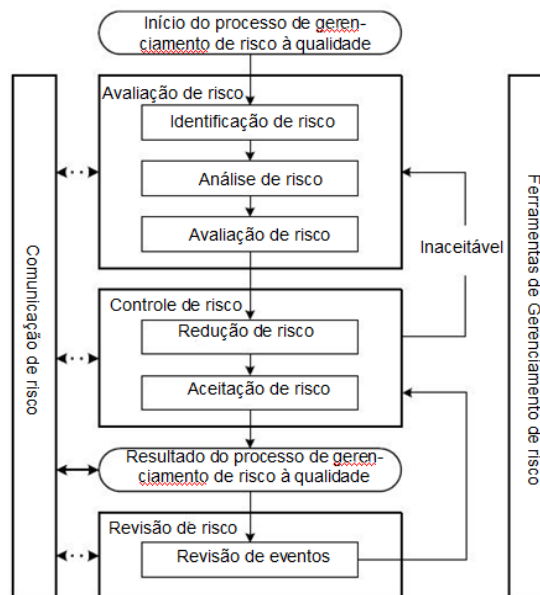 Início do processo de geren-
ciamento de risco à qualidade
Avaliação de risco
Identificação de risco
Análise de risco
Avaliação de risco
Inaceitável
Controle de risco
Redução de risco
Aceitação de risco
Resultado do processo de geren-
ciamento de risco à qualidade
Revisão de risco
Revisão de eventos
Comunicação de risco
Ferramentas de Gerenciamento de risco